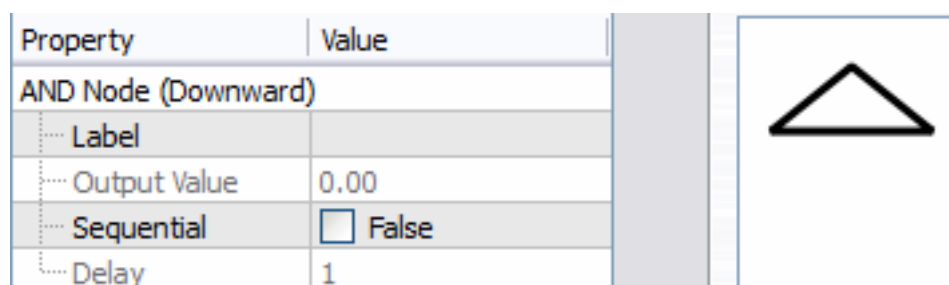 Property Value
AND Node (Downward)
Label
Output Value 0.00
Sequential False
Delay 1